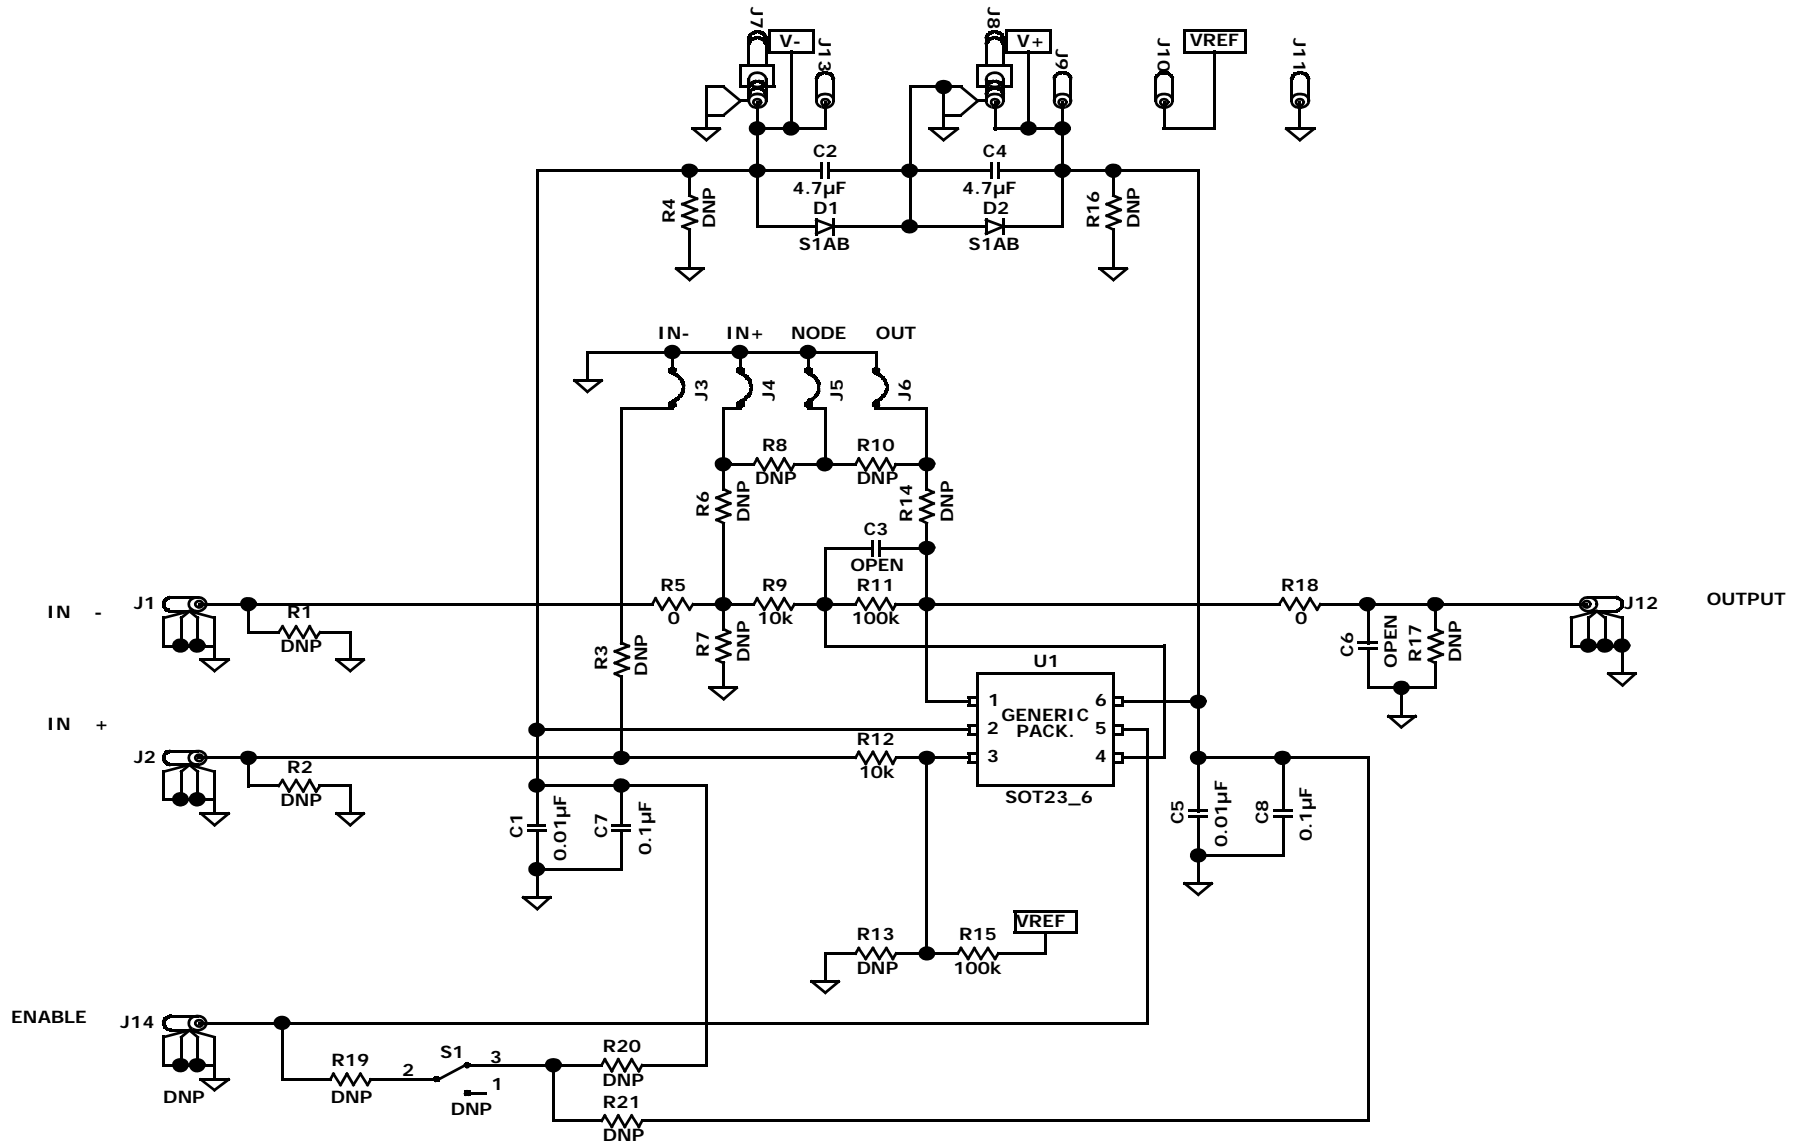 J7
V-
J13
J8
V+
J9
J10
VREF
J11
C2
4.7µF
D1
S1AB
C4
4.7µF
D2
S1AB
R4
DNP
R16
DNP
IN-
IN+
NODE
OUT
J3
J4
J5
J6
R8
DNP
R10
DNP
R6
DNP
R14
DNP
C3
OPEN
IN -
J1
R1
DNP
R5
0
R9
10k
R11
100k
R18
0
J12
OUTPUT
R3
DNP
R7
DNP
C6
OPEN
R17
DNP
U1
1
6
GENERIC
PACK.
2
5
3
4
SOT23_6
IN +
J2
R2
DNP
R12
10k
C1
0.01µF
C7
0.1µF
C5
0.01µF
C8
0.1µF
VREF
R13
DNP
R15
100k
ENABLE
J14
DNP
R19
DNP
2
S1
3
1
DNP
R20
DNP
R21
DNP